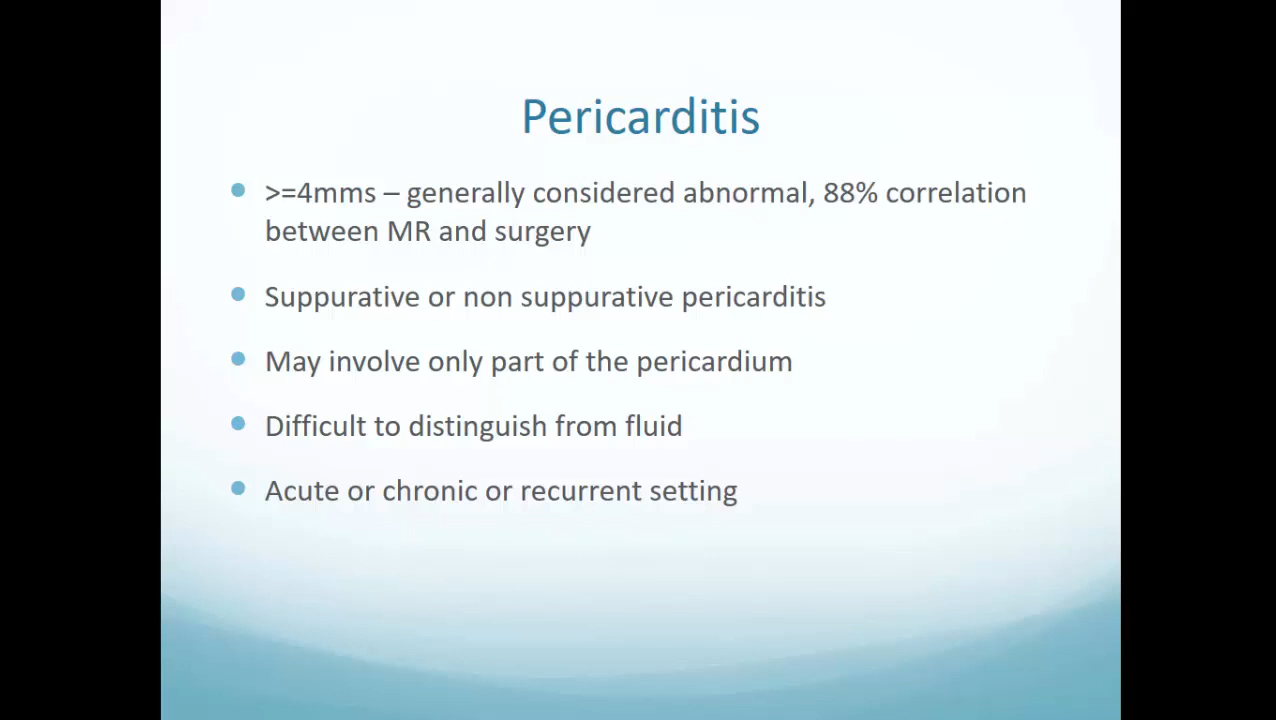 Pericarditis
>=4mms – generally considered abnormal, 88% correlation
between MR and surgery
Suppurative or non suppurative pericarditis
May involve only part of the pericardium
Difficult to distinguish from fluid
Acute or chronic or recurrent setting